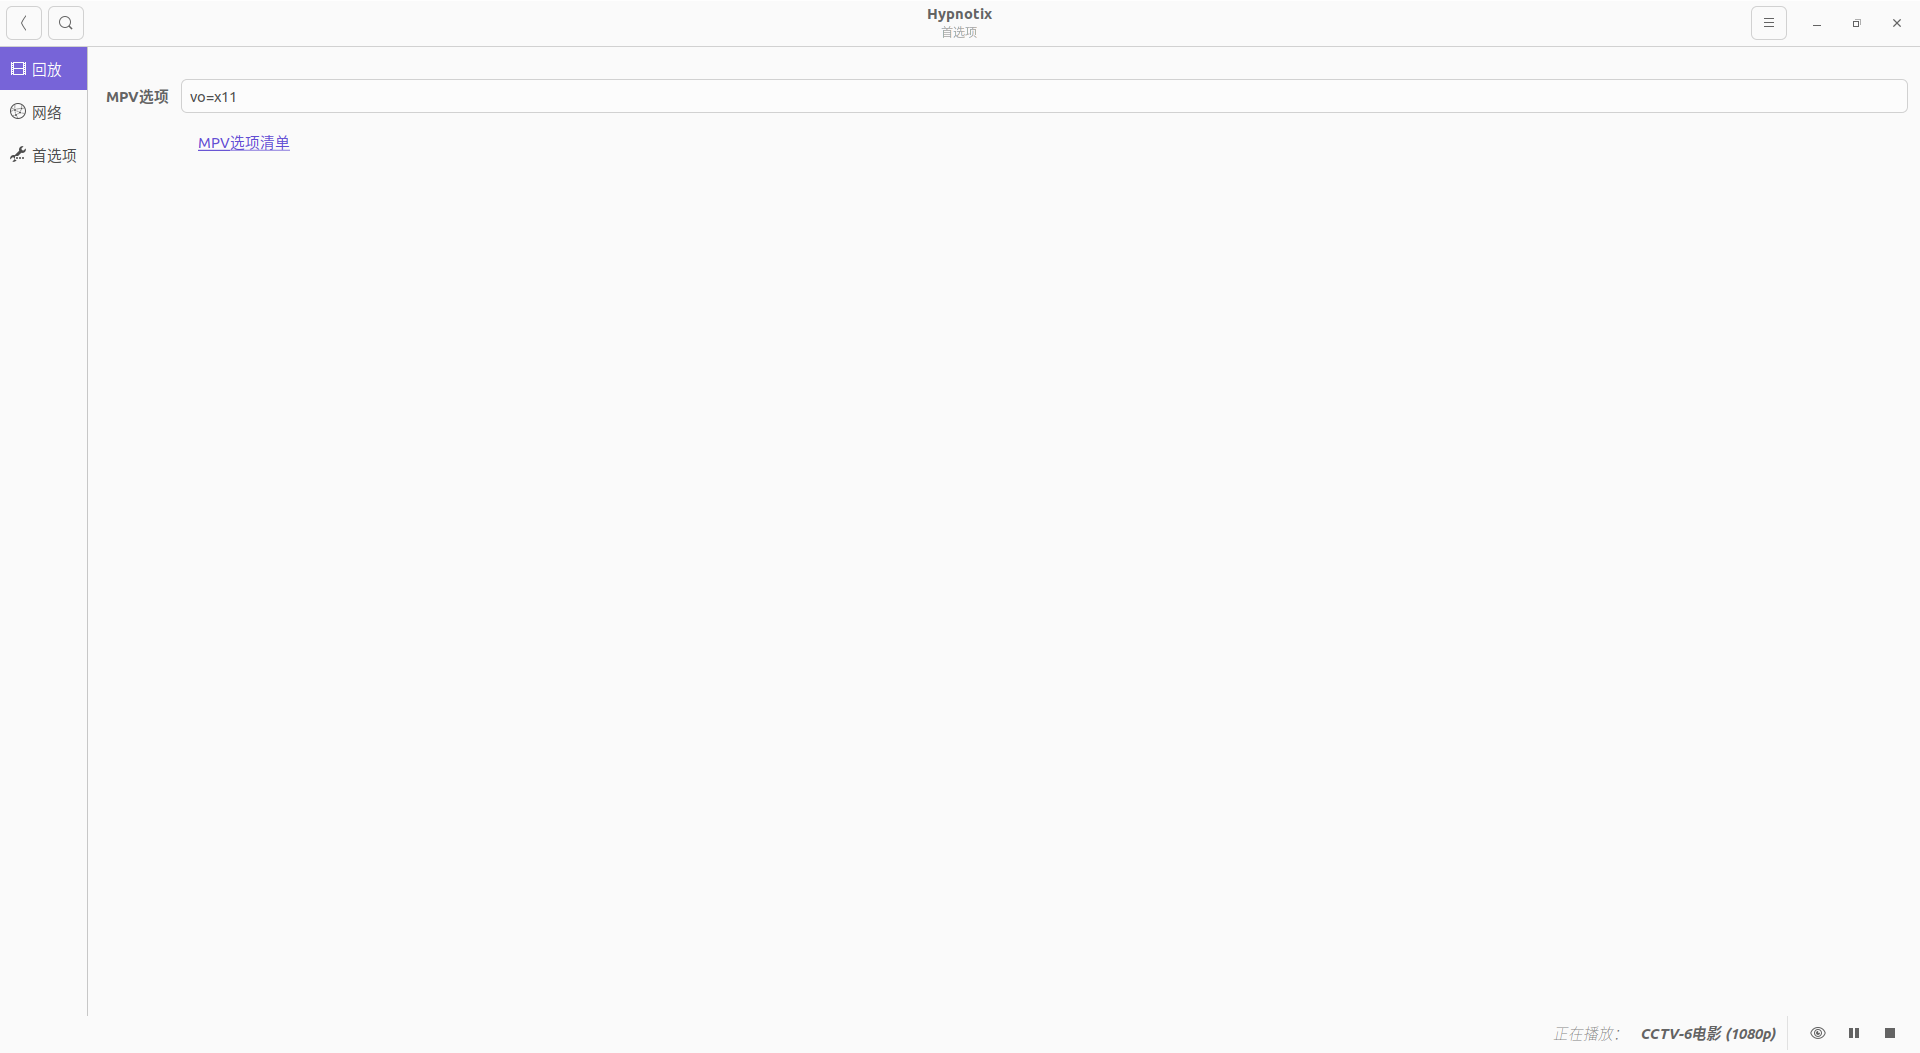 Hypnotix
首选项
回放
网络
首选项
MPV选项 vo=x11
MPV选项清单
正在播放： CCTV-6电影 (1080p)